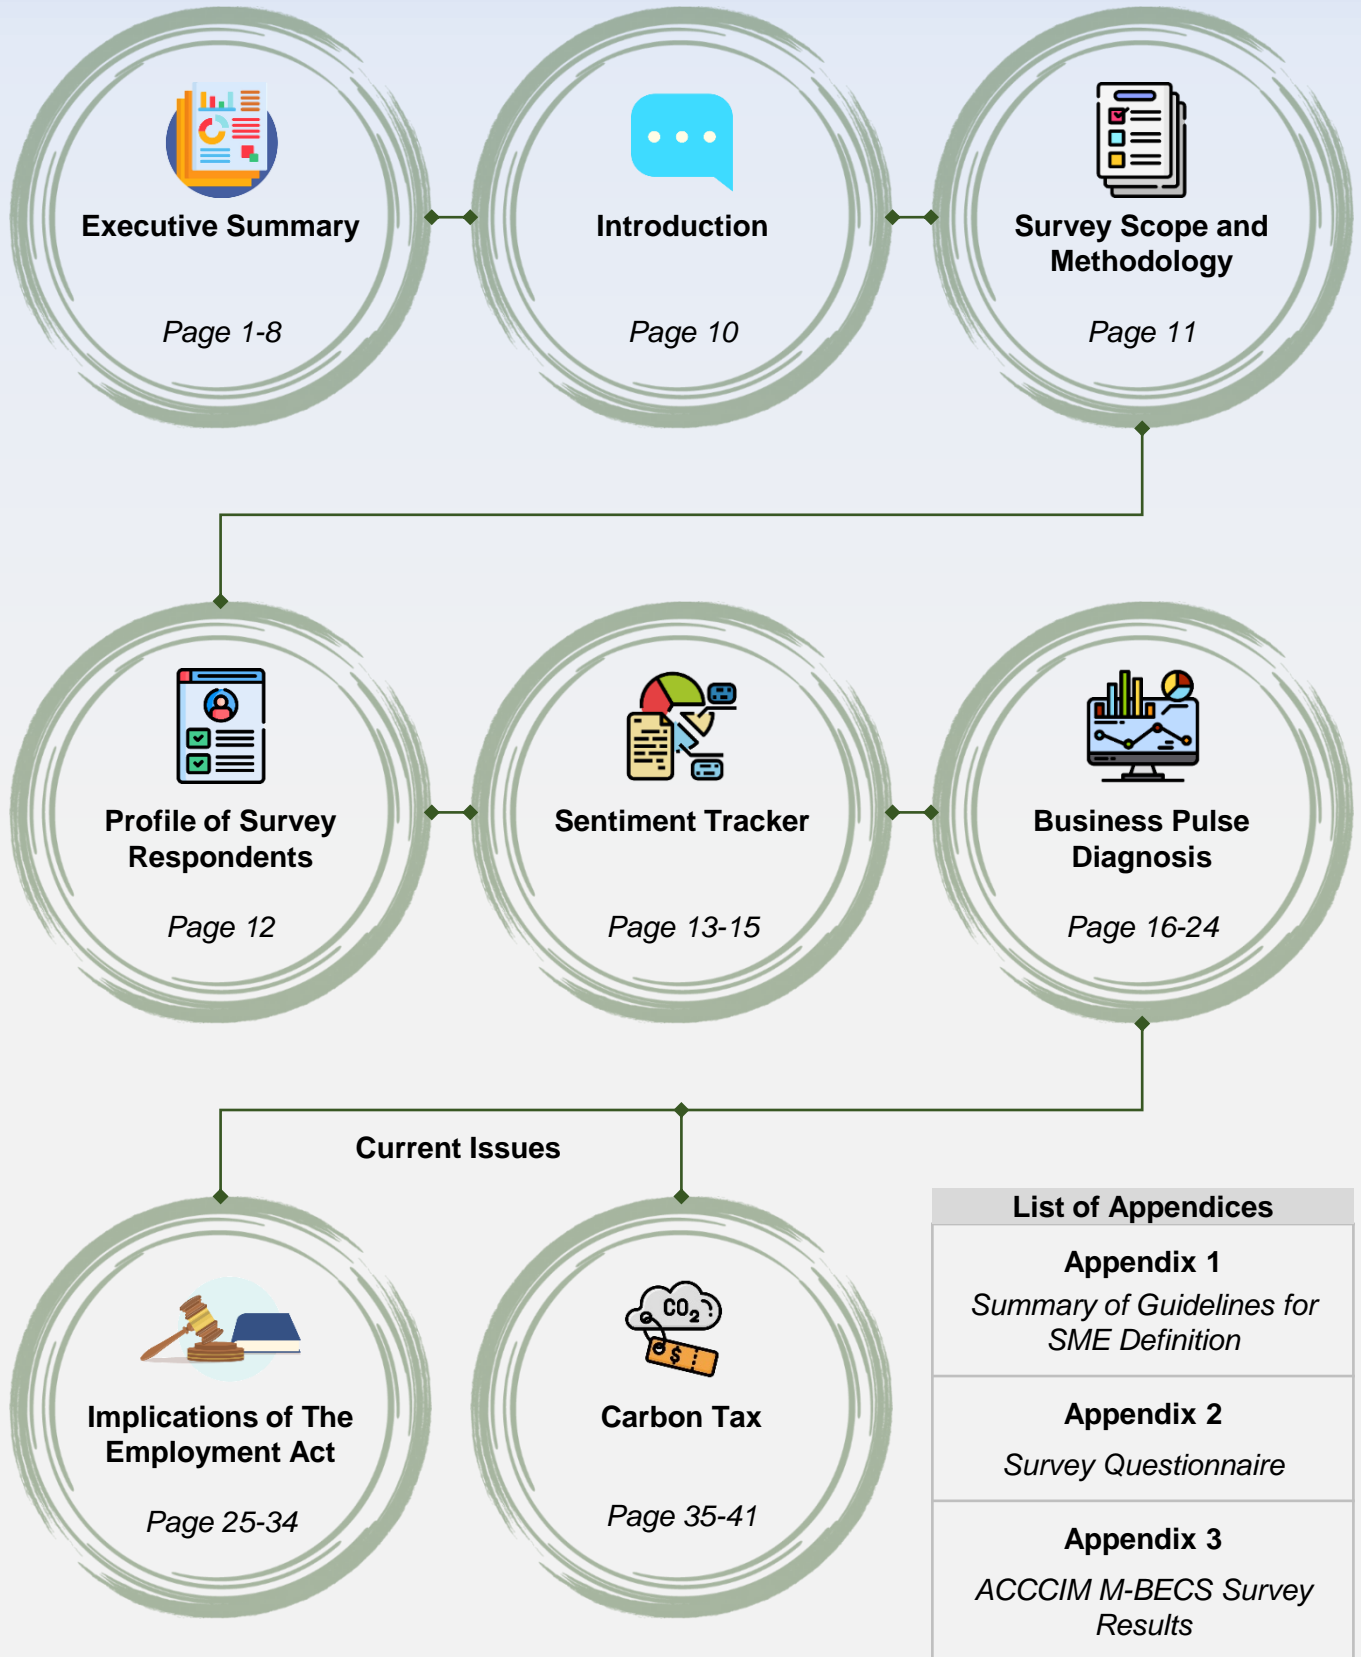 Executive Summary
Page 1-8
Introduction
Page 10
Survey Scope and
Methodology
Page 11
Profile of Survey
Respondents
Page 12
Sentiment Tracker
Page 13-15
Business Pulse
Diagnosis
Page 16-24
Current Issues
Implications of The
Employment Act
Page 25-34
CO₂
$
Carbon Tax
Page 35-41
List of Appendices
Appendix 1
Summary of Guidelines for
SME Definition
Appendix 2
Survey Questionnaire
Appendix 3
ACCCIM M-BECS Survey
Results